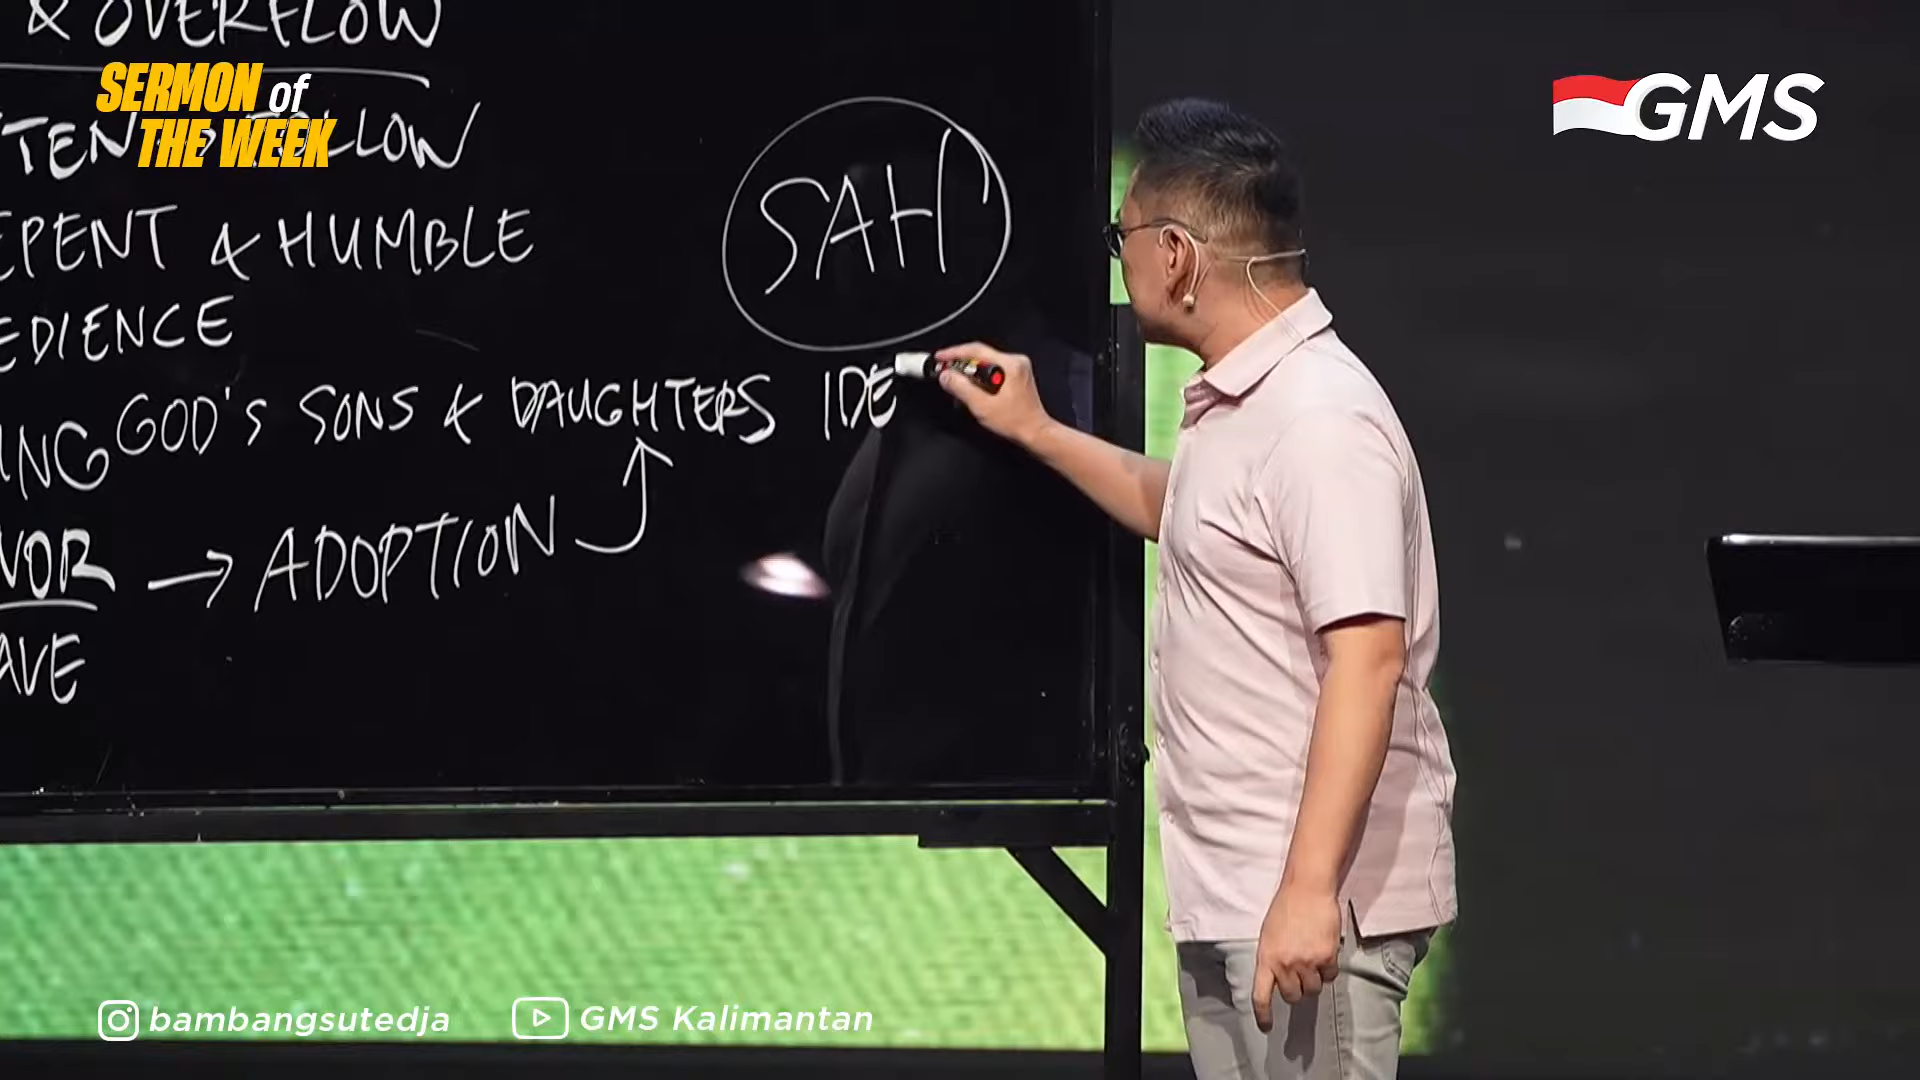 & OVERFLOW
SERMON of
THE WEEK
GMS
TEN → FOLLOW
SAH
EPENT & HUMBLE
EDIENCE
ING GOD'S SONS & DAUGHTERS IDE
VOR → ADOPTION
AVE
bambangsutedja
GMS Kalimantan